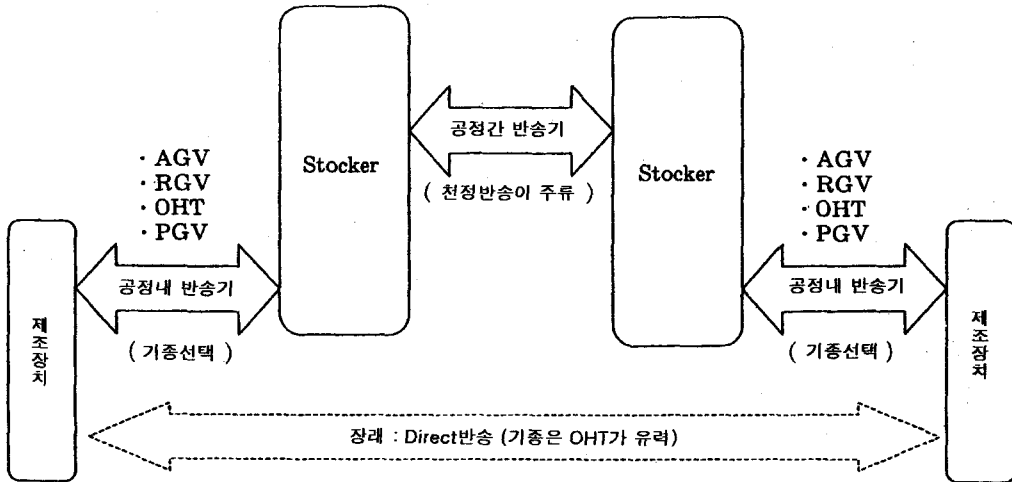 공정간 반송기
Stocker
Stocker
( 천정반송이 주류 )
· AGV
· RGV
· OHT
· PGV
· AGV
· RGV
· OHT
· PGV
공정내 반송기
공정내 반송기
제조장치
제조장치
( 기종선택 )
( 기종선택 )
장래 : Direct반송 (기종은 OHT가 유력)